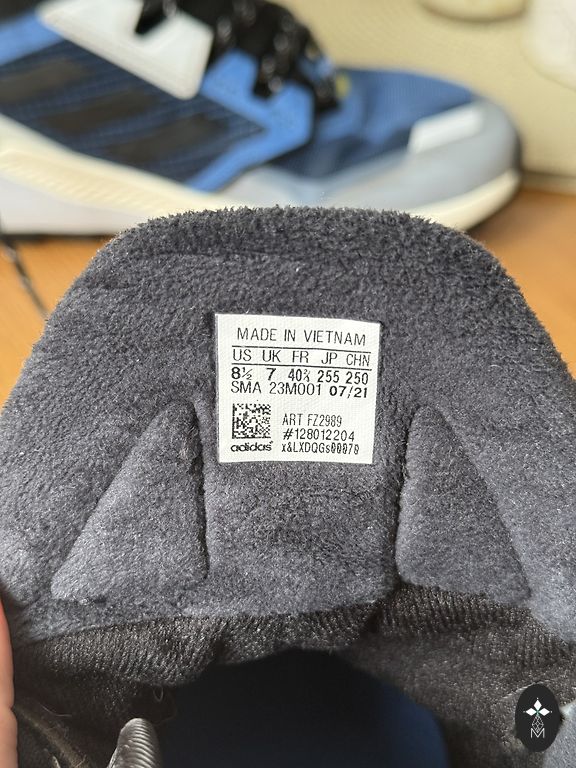 MADE IN VIETNAM
US UK FR JP CHN
8½ 7 40⅔ 255 250
SMA 23M001 07/21
ART FZ2989
#128012204
adidas x&LXDQGs00078
M